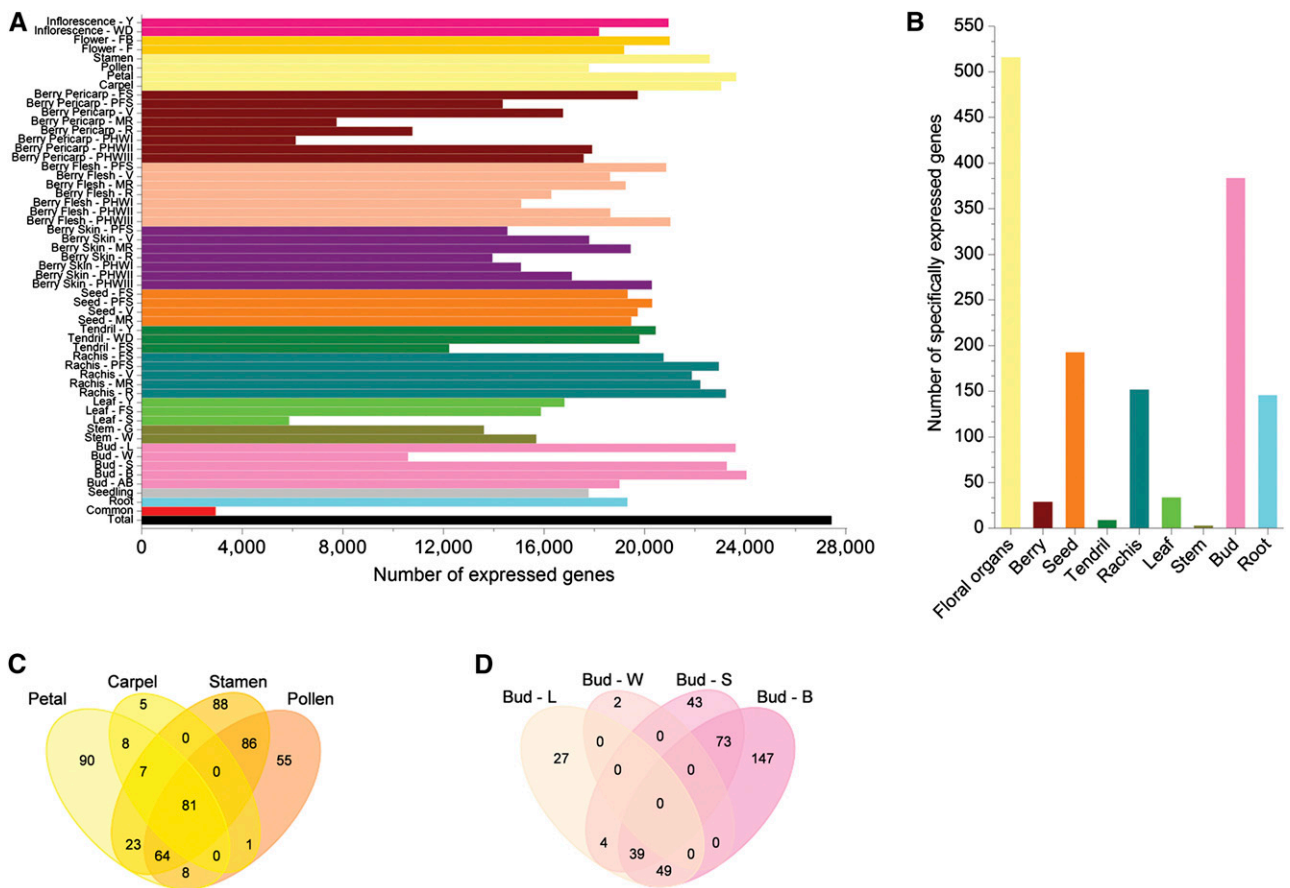 A
Inflorescence - Y
Inflorescence - WD
Flower - FB
Flower - F
Stamen
Pollen
Petal
Carpel
Berry Pericarp - FS
Berry Pericarp - PFS
Berry Pericarp - V
Berry Pericarp - MR
Berry Pericarp - R
Berry Pericarp - PHWI
Berry Pericarp - PHWII
Berry Pericarp - PHWIII
Berry Flesh - PFS
Berry Flesh - V
Berry Flesh - MR
Berry Flesh - R
Berry Flesh - PHWI
Berry Flesh - PHWII
Berry Flesh - PHWIII
Berry Skin - PFS
Berry Skin - V
Berry Skin - MR
Berry Skin - R
Berry Skin - PHWI
Berry Skin - PHWII
Berry Skin - PHWIII
Seed - FS
Seed - PFS
Seed - V
Seed - MR
Tendril - Y
Tendril - WD
Tendril - FS
Rachis - FS
Rachis - PFS
Rachis - V
Rachis - MR
Rachis - R
Leaf - Y
Leaf - FS
Leaf - S
Stem - G
Stem - W
Bud - L
Bud - W
Bud - S
Bud - B
Bud - AB
Seedling
Root
Common
Total
0 4,000 8,000 12,000 16,000 20,000 24,000 28,000
Number of expressed genes
B
Number of specifically expressed genes
550
500
450
400
350
300
250
200
150
100
50
0
Floral organs
Berry
Seed
Tendril
Rachis
Leaf
Stem
Bud
Root
C
Petal
Carpel
Stamen
Pollen
5 88
8 0 86
90 7 0 55
81
23 64 0 1
8
D
Bud - L
Bud - W
Bud - S
Bud - B
2 43
0 0 73
27 0 0 147
0
4 39 0 0
49